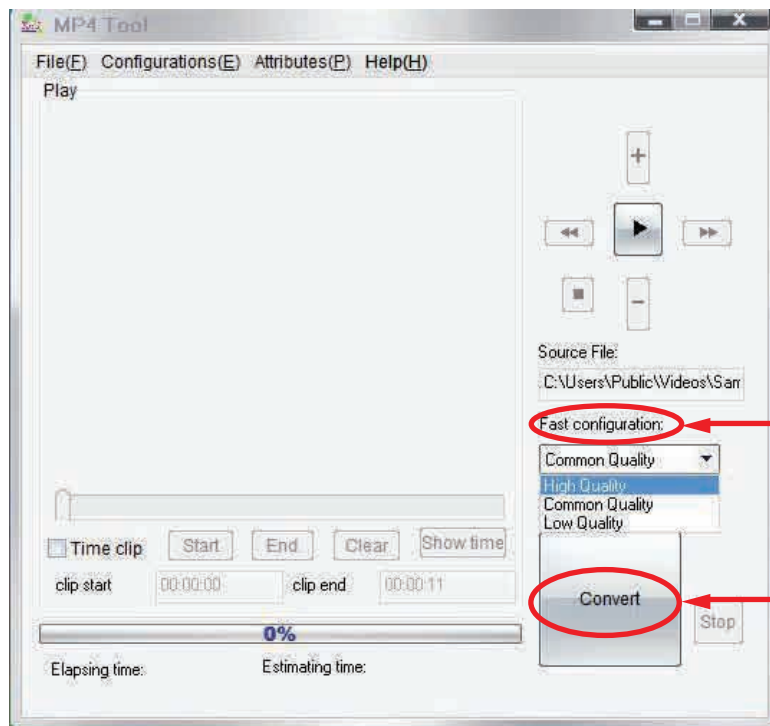 MP4 Tool
File(F) Configurations(E) Attributes(P) Help(H)
Play
+
-
Source File:
C:\Users\Public\Videos\Sam
Fast configuration:
Common Quality
High Quality
Common Quality
Low Quality
Time clip Start End Clear Show time
clip start 00:00:00 clip end 00:00:11
Convert
Stop
0%
Elapsing time: Estimating time: